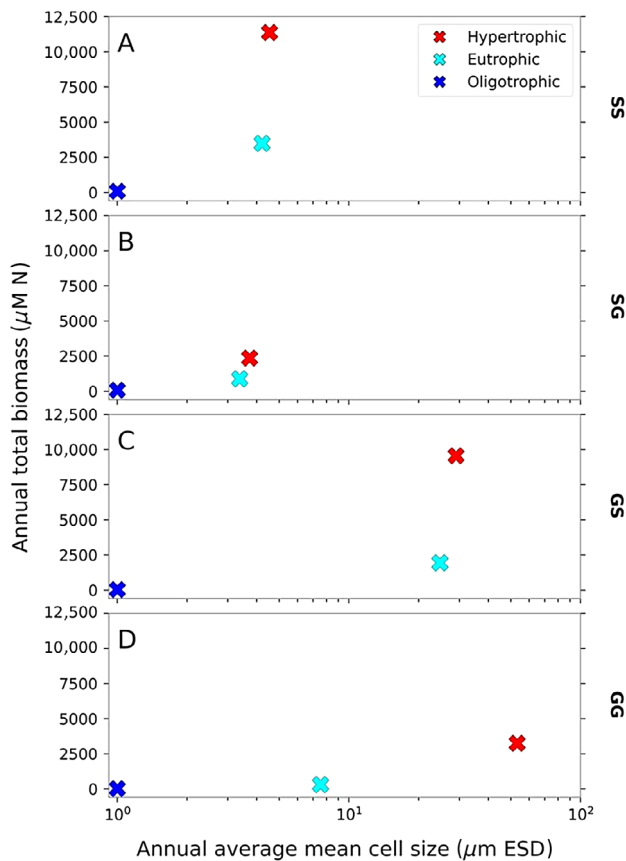 12,500
A
Hypertrophic
10,000
Eutrophic
7500
Oligotrophic
5000
2500
0
SS
12,500
B
10,000
7500
5000
2500
0
SG
12,500
C
10,000
7500
5000
2500
0
GS
12,500
D
10,000
7500
5000
2500
0
GG
10⁰
10¹
10²
Annual total biomass (μM N)
Annual average mean cell size (μm ESD)